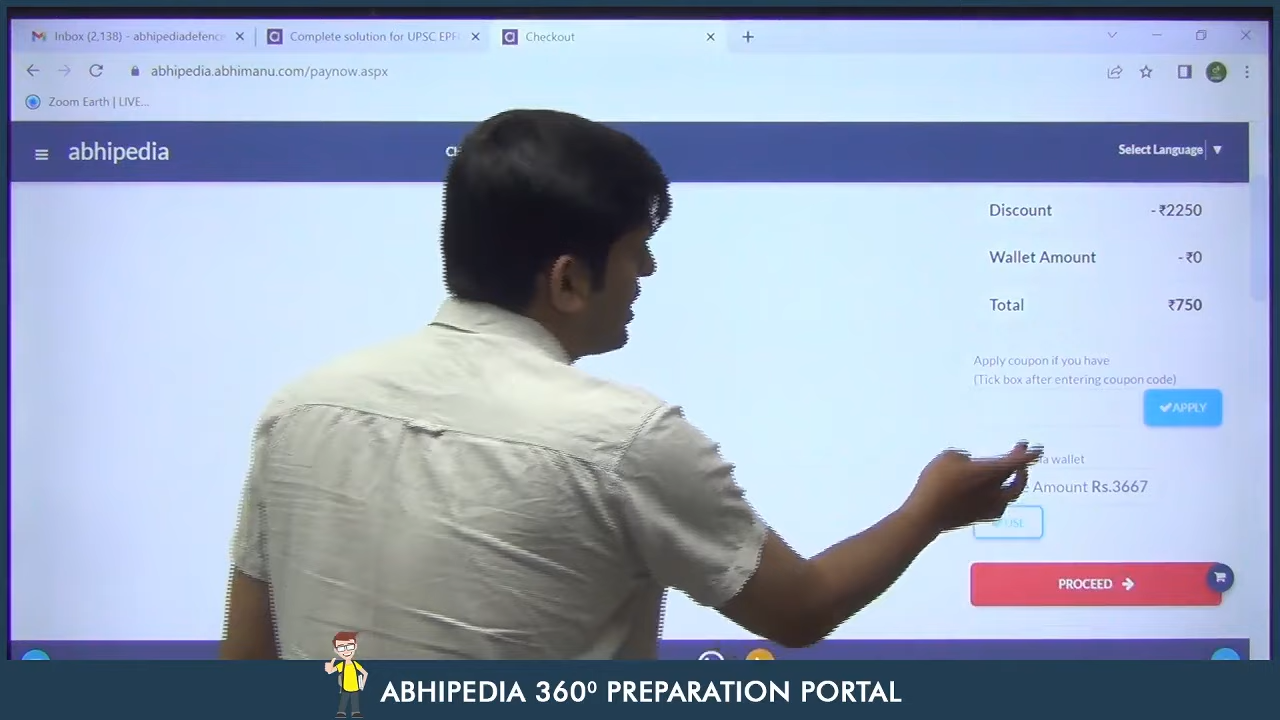 Inbox (2,138) - abhipediadefenc
Complete solution for UPSC EPF
Checkout
abhipedia.abhimanu.com/paynow.aspx
Zoom Earth | LIVE...
abhipedia
Select Language
Discount - ₹2250
Wallet Amount - ₹0
Total ₹750
Apply coupon if you have
(Tick box after entering coupon code)
APPLY
wallet
Amount Rs.3667
USE
PROCEED
ABHIPEDIA 360⁰ PREPARATION PORTAL